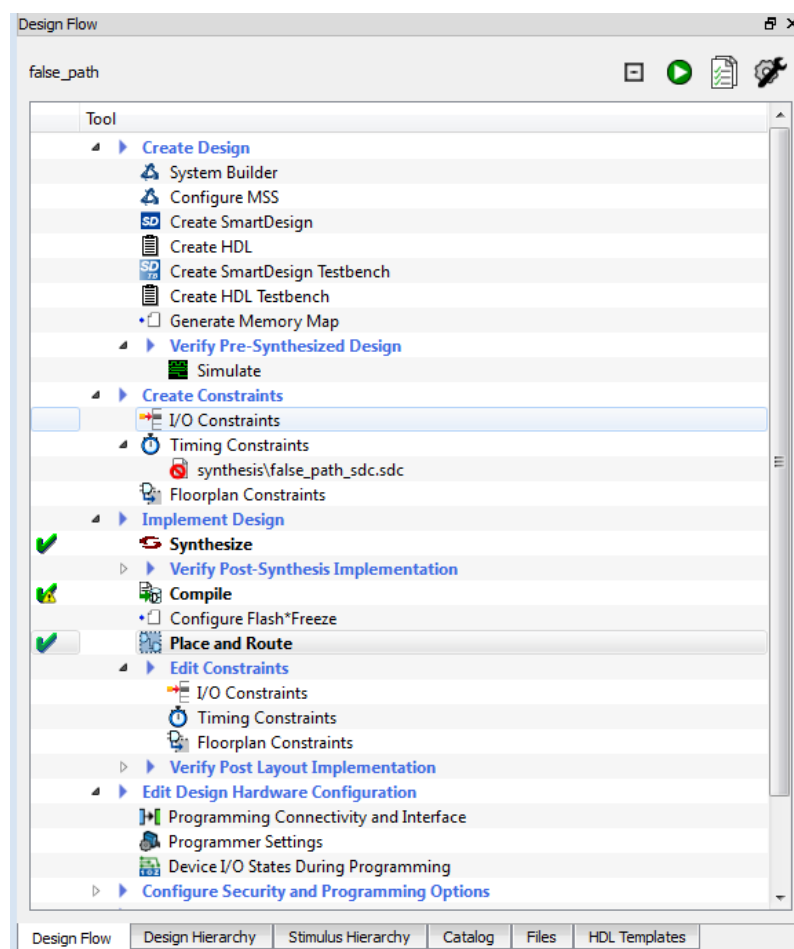 Design Flow
false_path
Tool
Create Design
System Builder
Configure MSS
SD Create SmartDesign
Create HDL
SD TB Create SmartDesign Testbench
Create HDL Testbench
Generate Memory Map
Verify Pre-Synthesized Design
Simulate
Create Constraints
I/O Constraints
Timing Constraints
synthesis\false_path_sdc.sdc
Floorplan Constraints
Implement Design
Synthesize
Verify Post-Synthesis Implementation
Compile
Configure Flash*Freeze
Place and Route
Edit Constraints
I/O Constraints
Timing Constraints
Floorplan Constraints
Verify Post Layout Implementation
Edit Design Hardware Configuration
Programming Connectivity and Interface
Programmer Settings
Device I/O States During Programming
Configure Security and Programming Options
Design Flow Design Hierarchy Stimulus Hierarchy Catalog Files HDL Templates